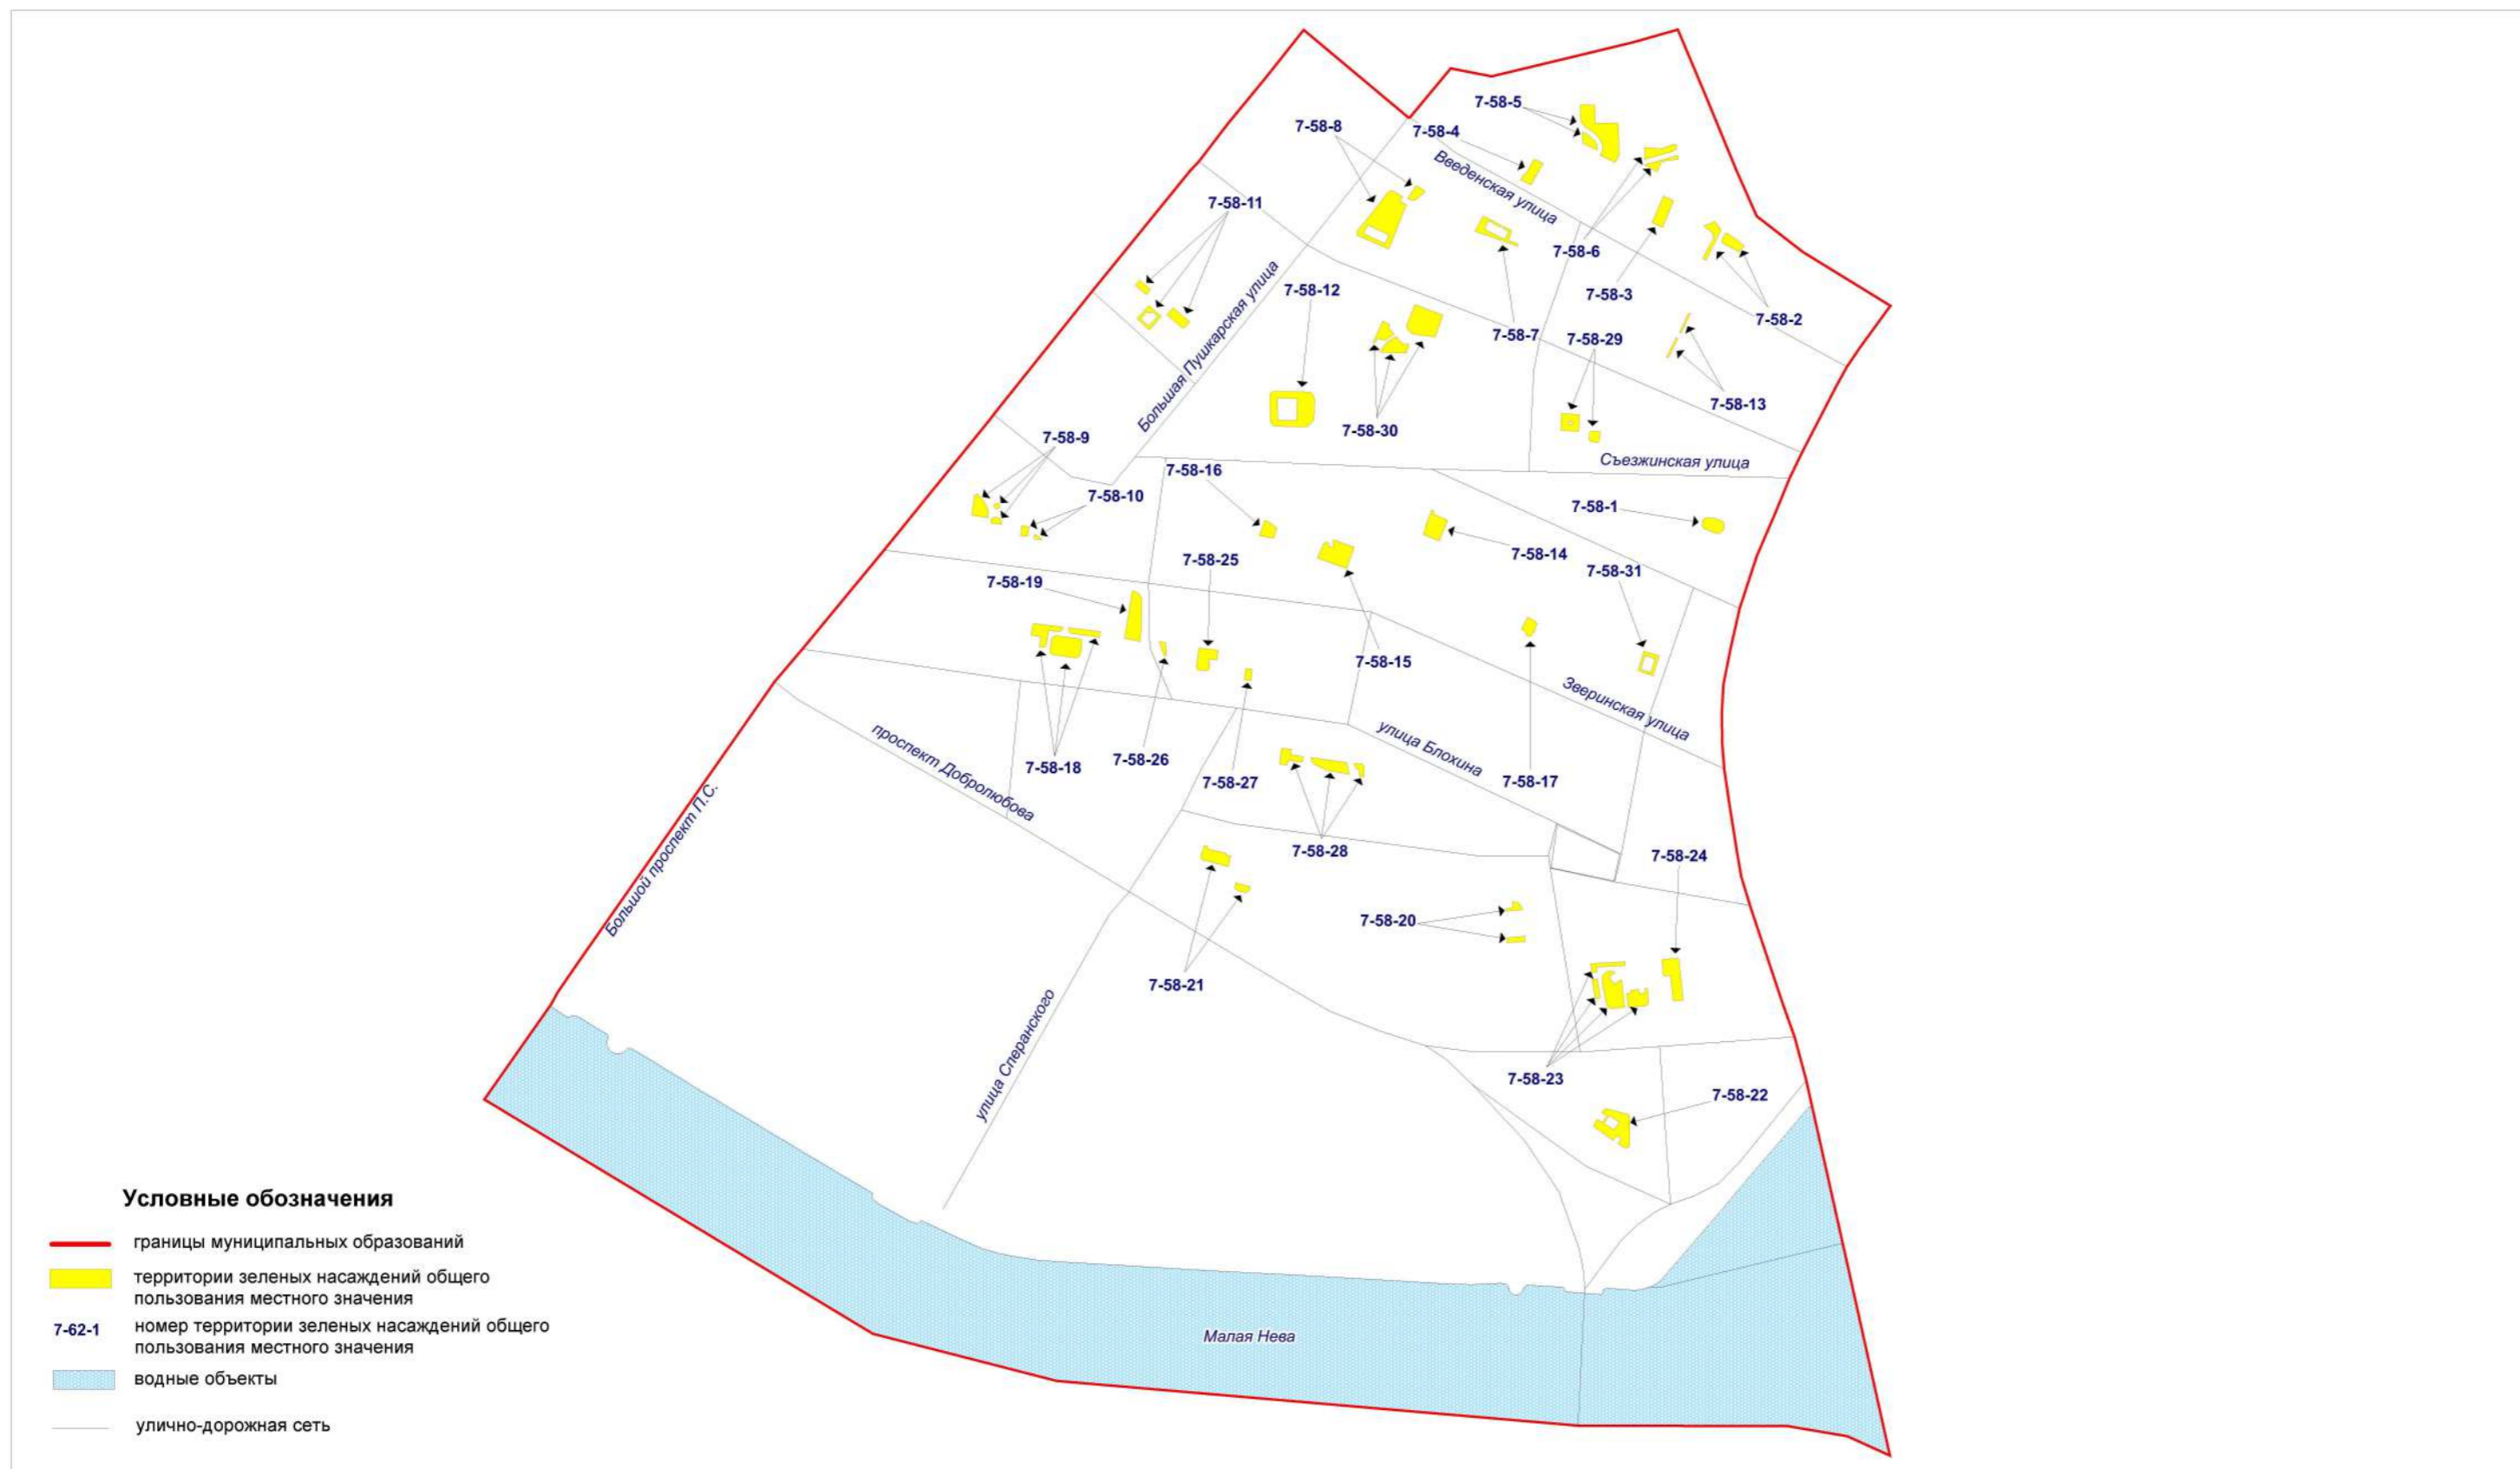 7-58-5
7-58-8
7-58-4
Введенская улица
7-58-11
7-58-6
7-58-12
7-58-3
7-58-2
7-58-7
7-58-29
Большая Пушкарская улица
7-58-13
7-58-30
7-58-9
Съезжинская улица
7-58-16
7-58-10
7-58-1
7-58-14
7-58-25
7-58-31
7-58-19
7-58-15
Зверинская улица
улица Блохина
7-58-26
7-58-18
проспект Добролюбова
7-58-27
7-58-17
7-58-28
7-58-24
Большой проспект П.С.
7-58-20
7-58-21
улица Сперанского
7-58-23
7-58-22
Малая Нева
Условные обозначения
границы муниципальных образований
территории зеленых насаждений общего
пользования местного значения
7-62-1 номер территории зеленых насаждений общего
пользования местного значения
водные объекты
улично-дорожная сеть